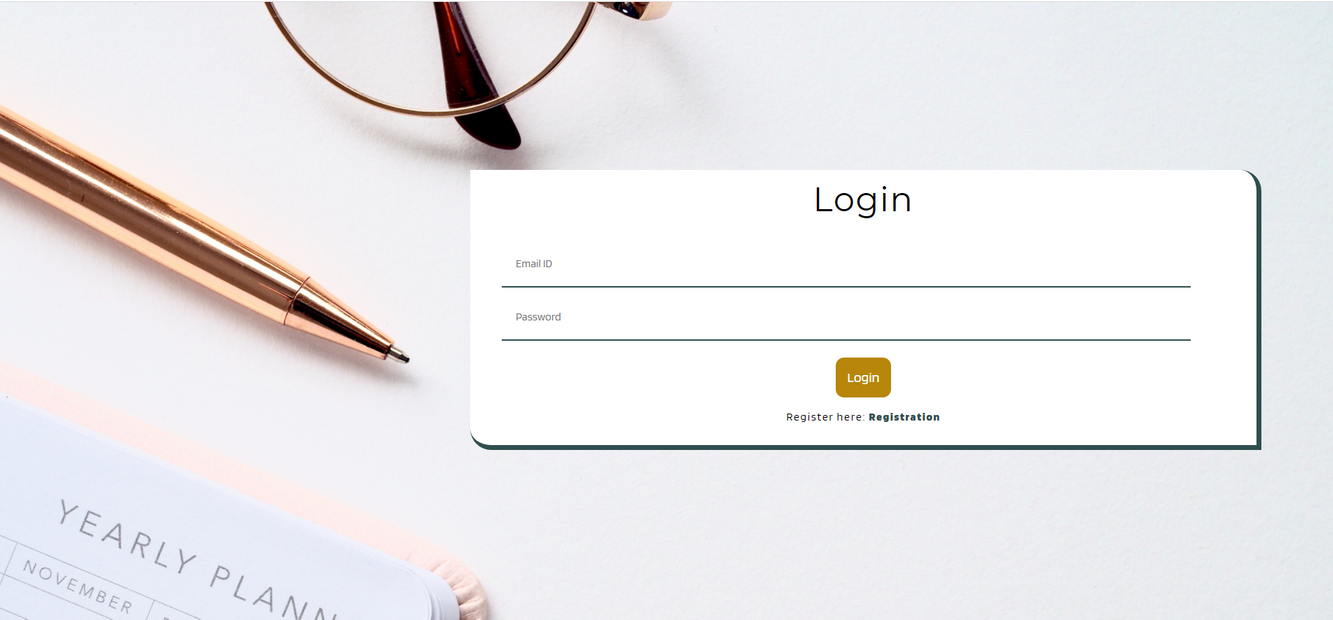 Login
Email ID
Password
Login
Register here: Registration
YEARLY PLANN
NOVEMBER